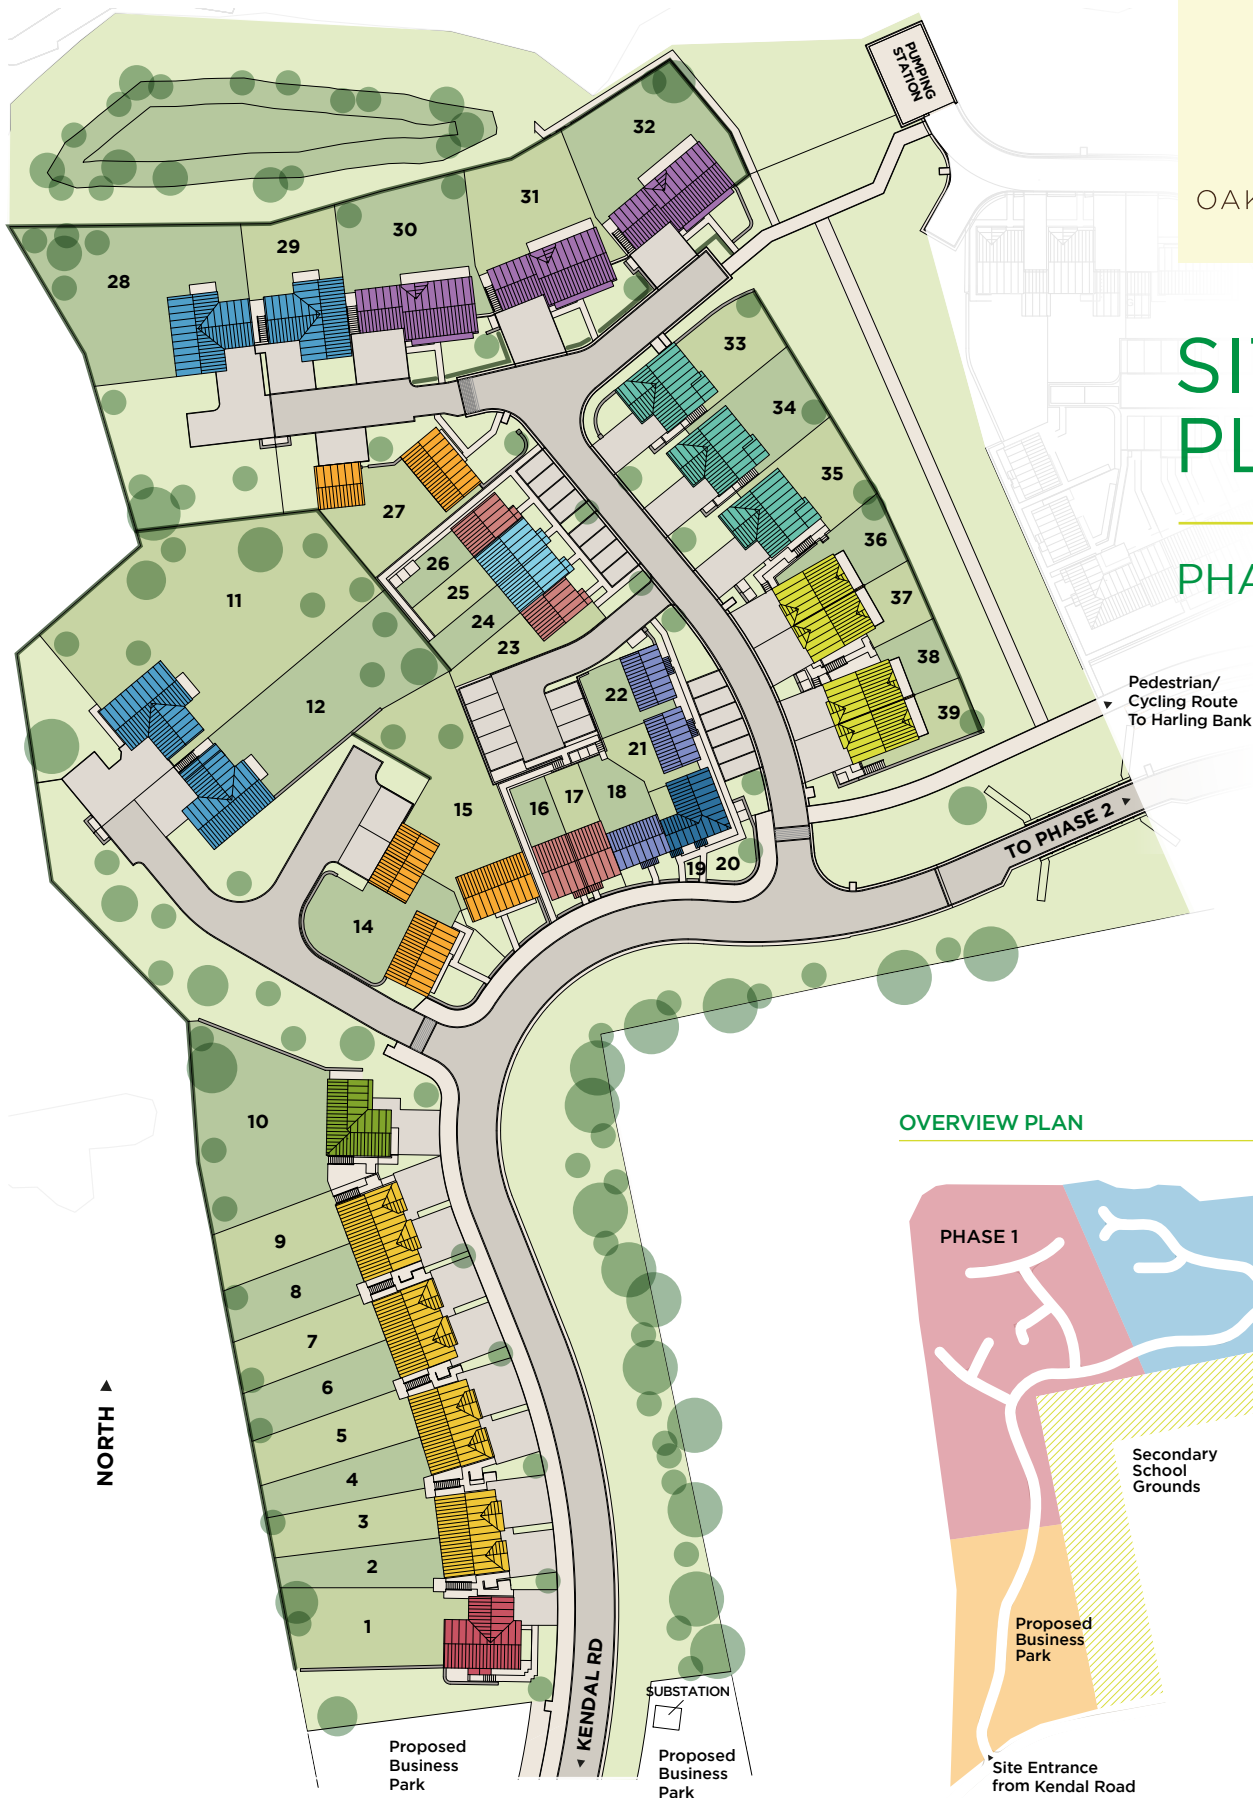 PUMPING
STATION
OAK
SIT
PL
PHA
32
31
30
29
28
33
34
35
36
37
38
39
27
26
25
24
23
22
21
20
19
18
17
16
15
14
12
11
10
9
8
7
6
5
4
3
2
1
Pedestrian/
Cycling Route
To Harling Bank
TO PHASE 2
NORTH
KENDAL RD
SUBSTATION
Proposed
Business
Park
Proposed
Business
Park
OVERVIEW PLAN
PHASE 1
Secondary
School
Grounds
Proposed
Business
Park
Site Entrance
from Kendal Road